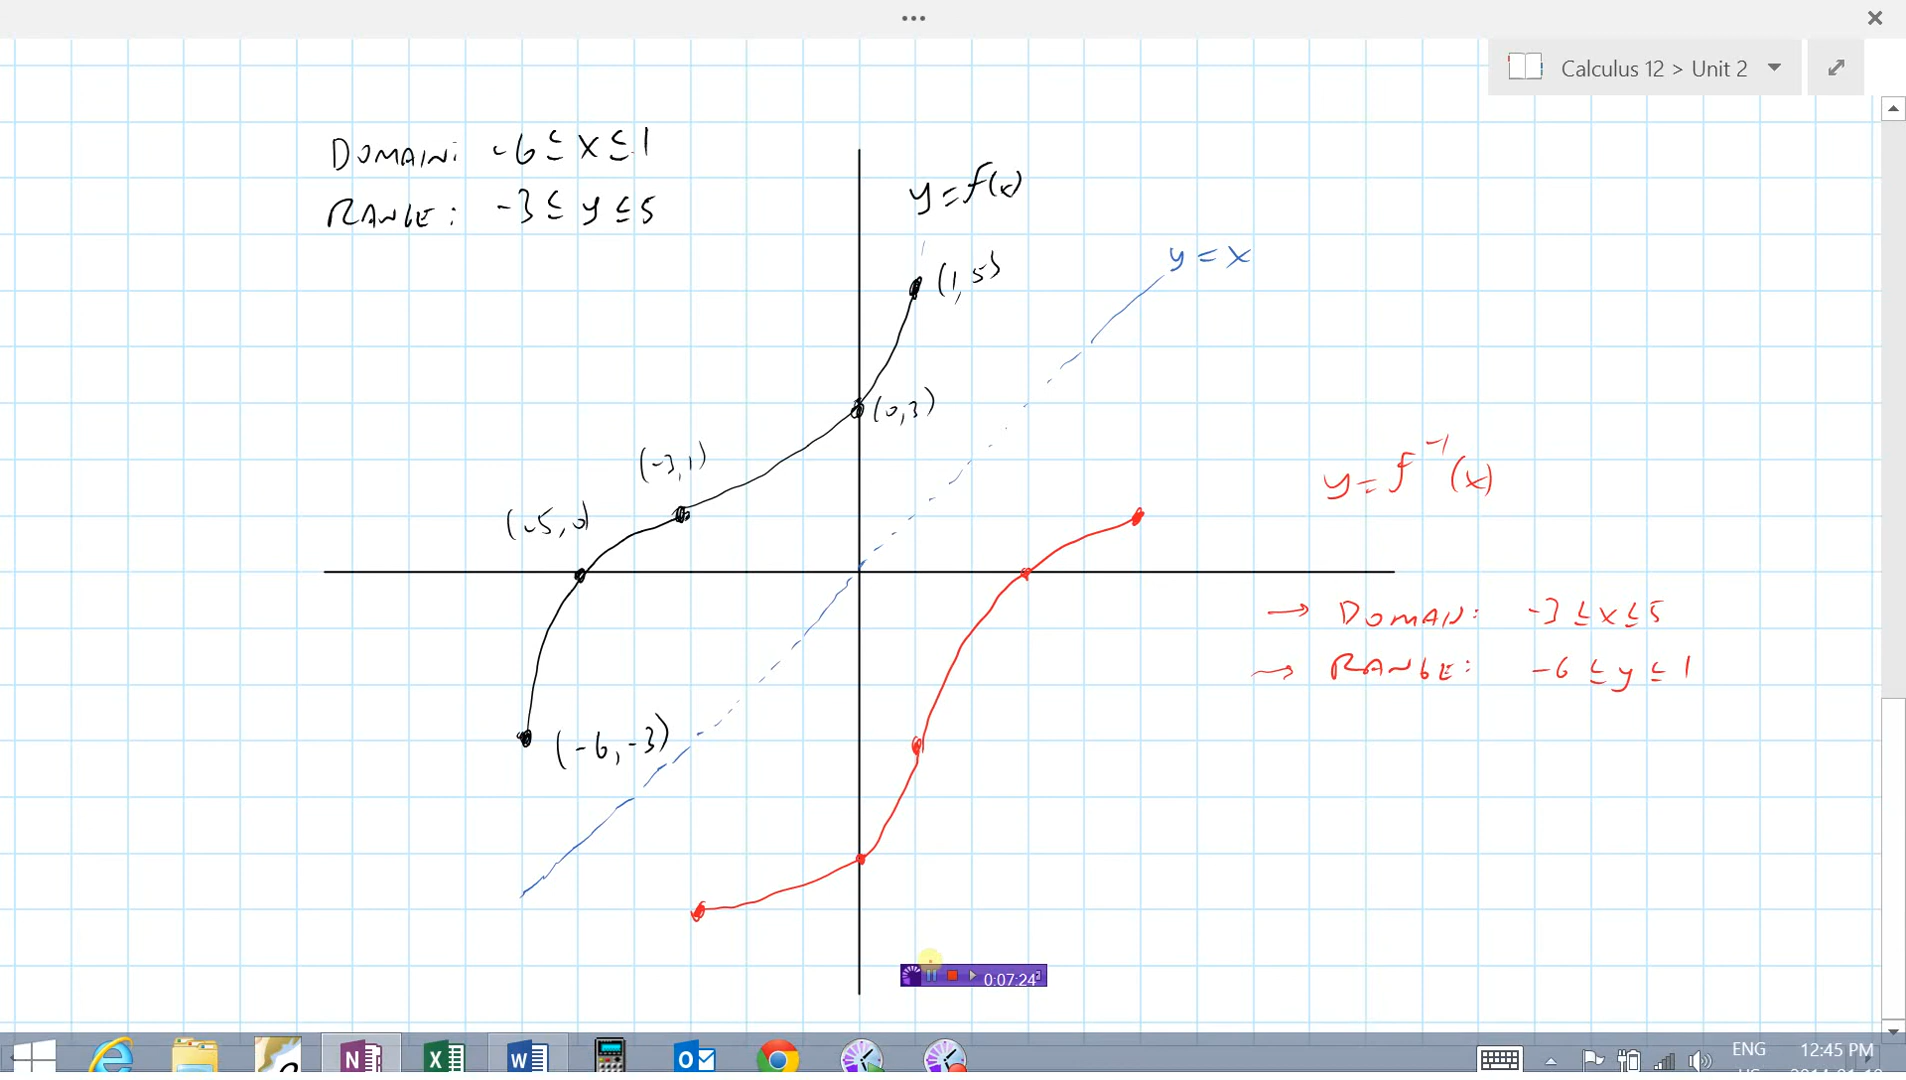 Calculus 12 > Unit 2
DOMAIN: -6 ≤ x ≤ 1
RANGE: -3 ≤ y ≤ 5
y = f(x)
y = x
(1, 5)
(0, 3)
(-3, 1)
(-5, 0)
y = f⁻¹(x)
→ DOMAIN: -3 ≤ x ≤ 5
→ RANGE: -6 ≤ y ≤ 1
(-6, -3)
0:07:24
ENG
12:45 PM